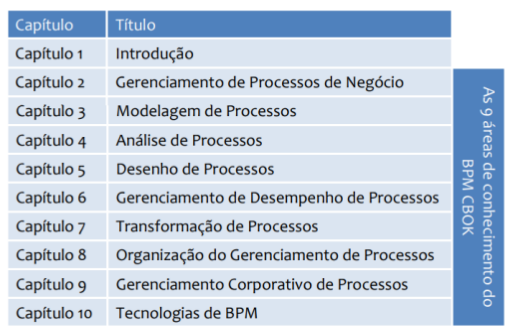 Capítulo Título
Capítulo 1 Introdução
Capítulo 2 Gerenciamento de Processos de Negócio
Capítulo 3 Modelagem de Processos
Capítulo 4 Análise de Processos
Capítulo 5 Desenho de Processos
Capítulo 6 Gerenciamento de Desempenho de Processos
Capítulo 7 Transformação de Processos
Capítulo 8 Organização do Gerenciamento de Processos
Capítulo 9 Gerenciamento Corporativo de Processos
Capítulo 10 Tecnologias de BPM
As 9 áreas de conhecimento do
BPM CBOK